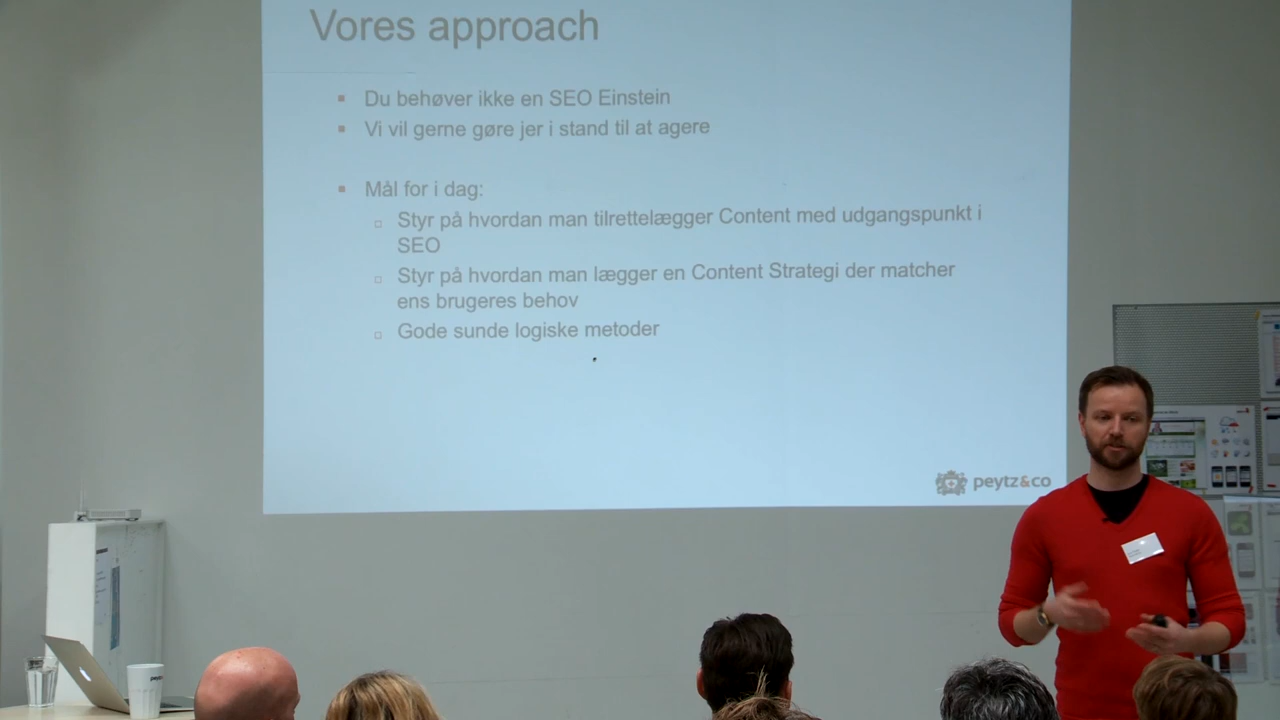 Vores approach
Du behøver ikke en SEO Einstein
Vi vil gerne gøre jer i stand til at agere
Mål for i dag:
Styr på hvordan man tilrettelægger Content med udgangspunkt i
SEO
Styr på hvordan man lægger en Content Strategi der matcher
ens brugeres behov
Gode sunde logiske metoder
peytz&co